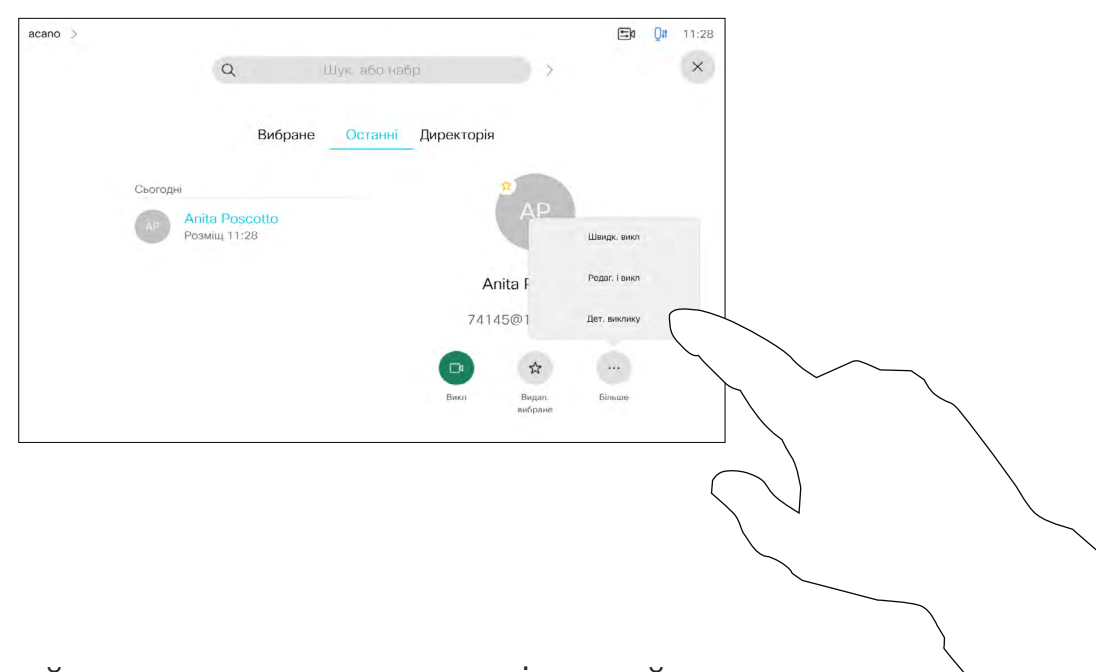 acano
11:28
Шук. або набр
Вибране Останні Директорія
Сьогодні
AP
Anita Poscotto
Розміщ 11:28
AP
Швидк. викл
Редаг. і викл
Дет. виклику
Anita
74145@1
Викл
Видал. вибране
Більше